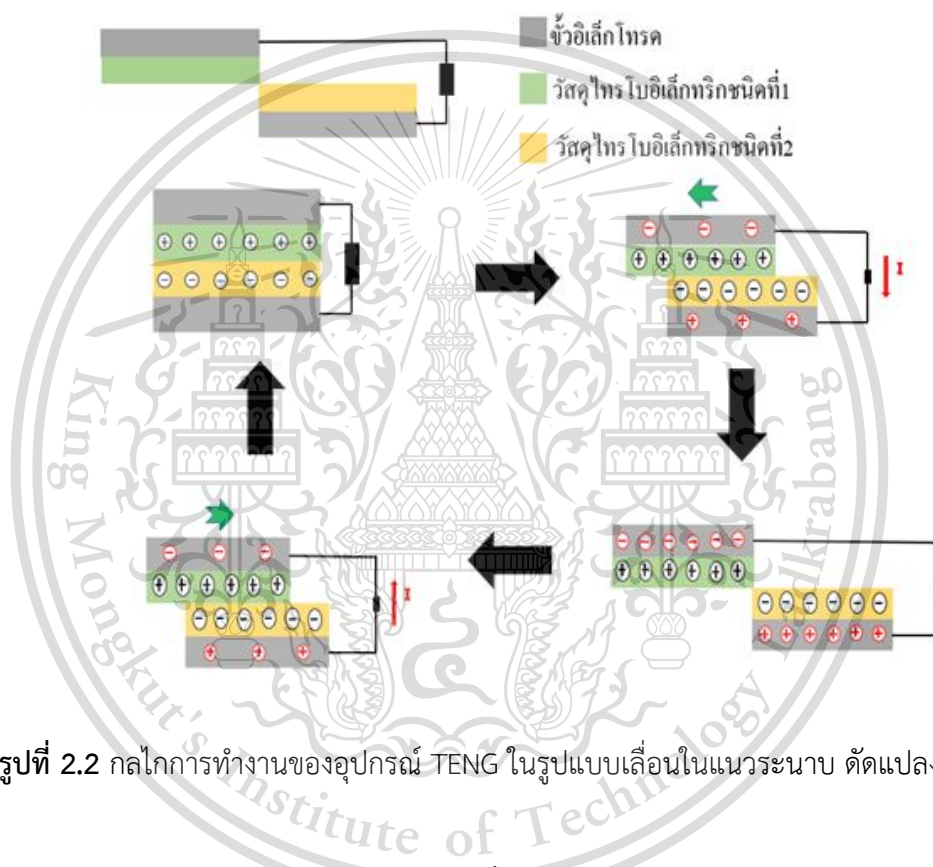 ขั้วอิเล็กโทรด
วัสดุไทรโบอิเล็กทริกชนิดที่1
วัสดุไทรโบอิเล็กทริกชนิดที่2
I
I
King Mongkut's Institute of Technology Ladkrabang
รูปที่ 2.2 กลไกการทำงานของอุปกรณ์ TENG ในรูปแบบเลื่อนในแนวระนาบ ดัดแปลง